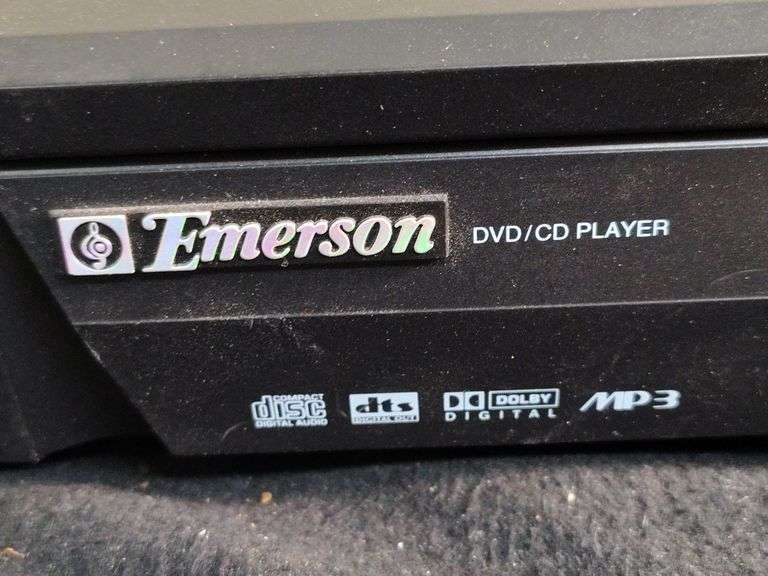 Emerson
DVD/CD PLAYER
COMPACT
disc
DIGITAL AUDIO
dts
DIGITAL OUT
DOLBY
DIGITAL
MP3